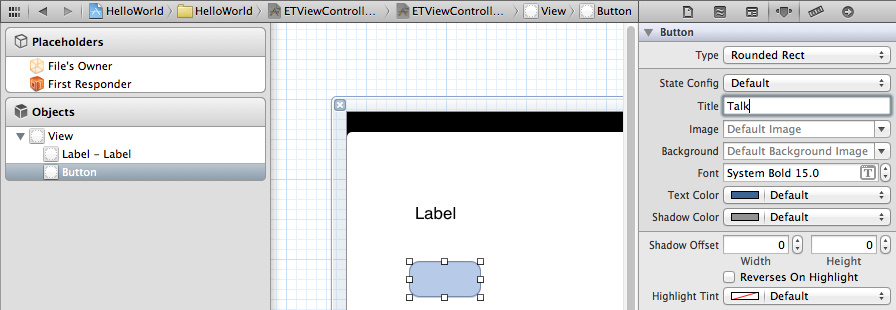 HelloWorld HelloWorld ETViewControll... ETViewControll... View Button
Placeholders
File's Owner
First Responder
Objects
View
Label - Label
Button
Label
Button
Type Rounded Rect
State Config Default
Title Talk
Image Default Image
Background Default Background Image
Font System Bold 15.0 T
Text Color Default
Shadow Color Default
Shadow Offset 0 0
Width Height
Reverses On Highlight
Highlight Tint Default